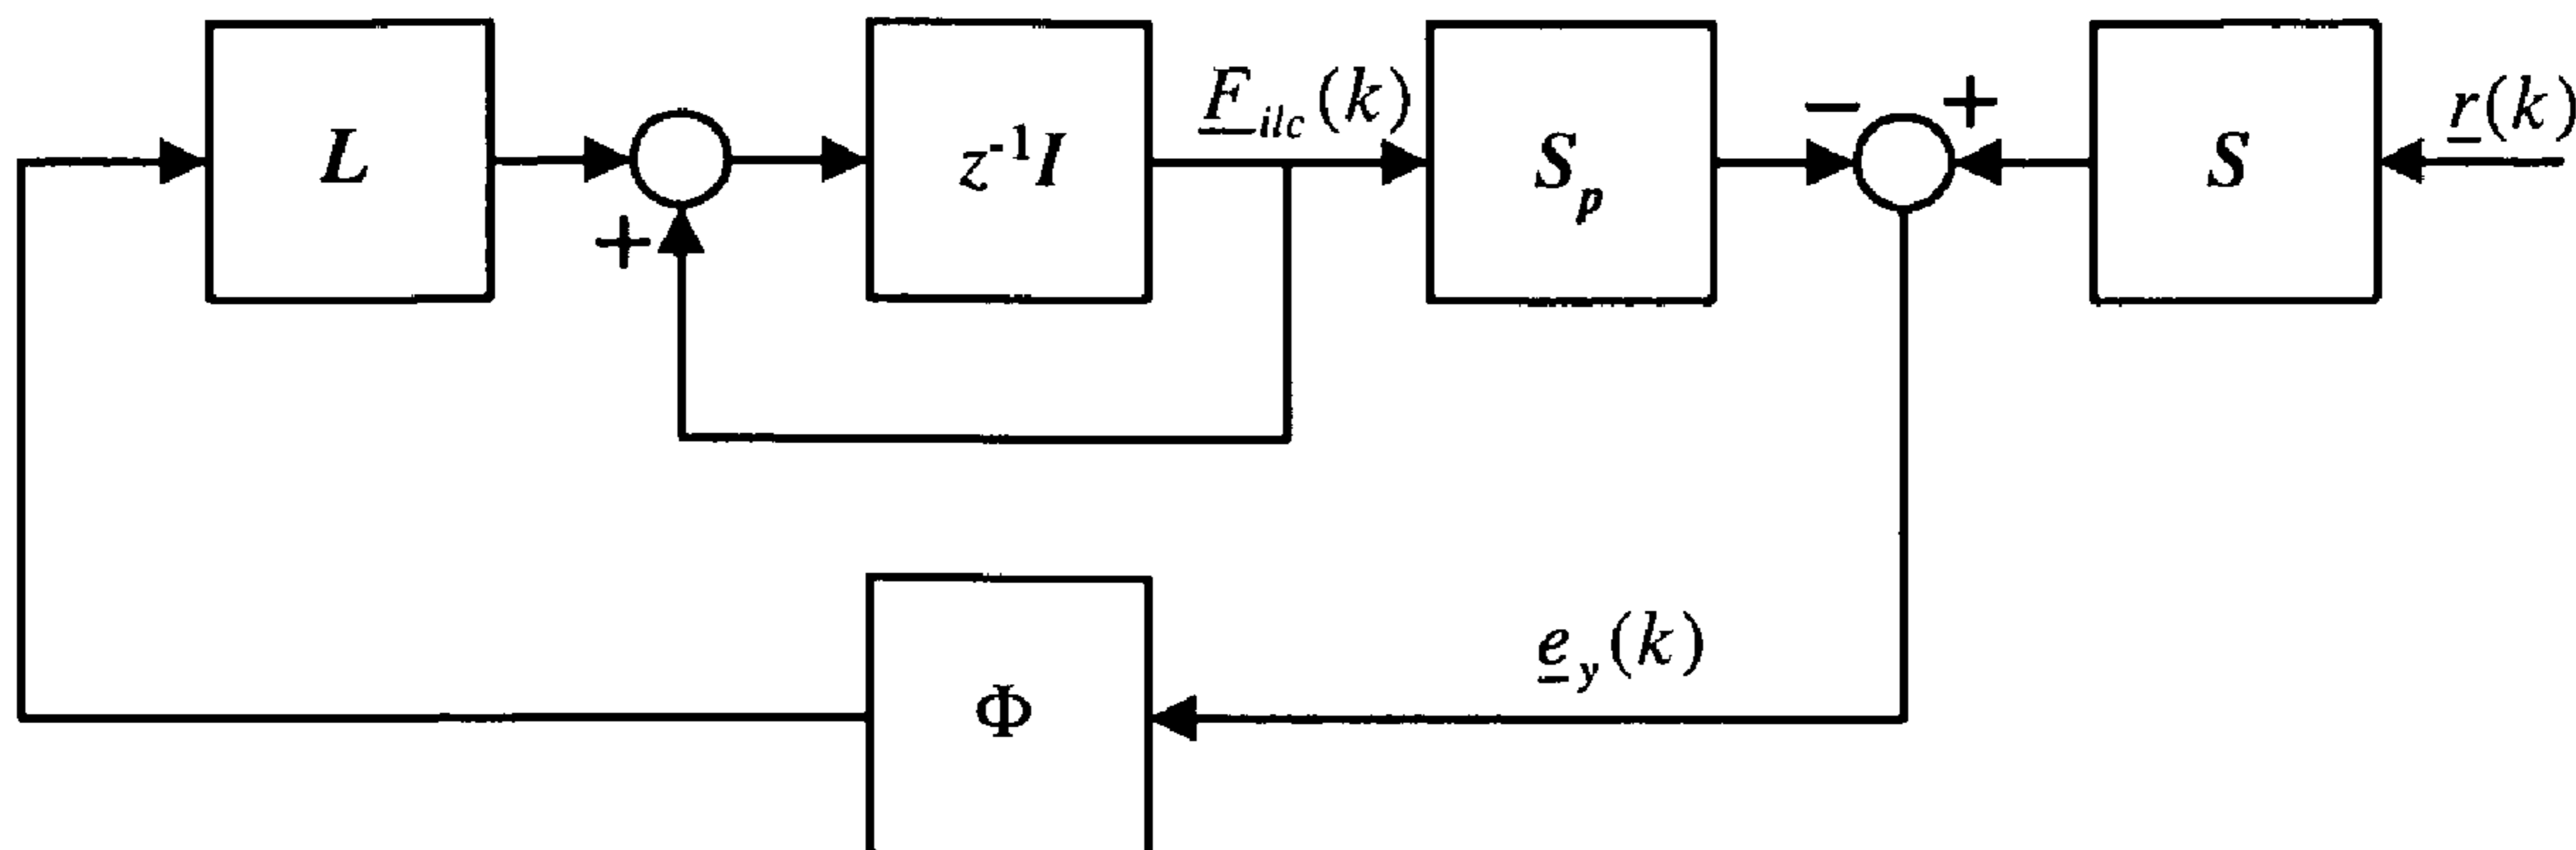 L
+
z⁻¹I
F_ilc(k)
S_p
−
+
S
r(k)
Φ
e_y(k)